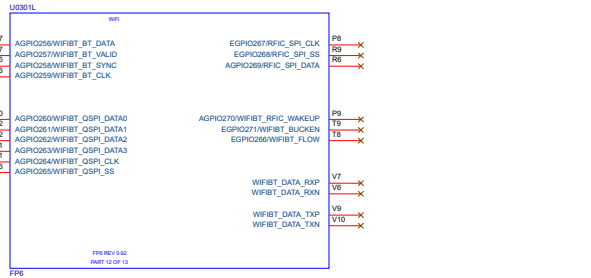 U0301L
WiFi
AGPIO256/WIFIBT_BT_DATA
AGPIO257/WIFIBT_BT_VALID
AGPIO258/WIFIBT_BT_SYNC
AGPIO259/WIFIBT_BT_CLK
EGPIO267/RFIC_SPI_CLK P8
EGPIO268/RFIC_SPI_SS R9
AGPIO269/RFIC_SPI_DATA R6
AGPIO260/WIFIBT_QSPI_DATA0
AGPIO261/WIFIBT_QSPI_DATA1
AGPIO262/WIFIBT_QSPI_DATA2
AGPIO263/WIFIBT_QSPI_DATA3
AGPIO264/WIFIBT_QSPI_CLK
AGPIO265/WIFIBT_QSPI_SS
AGPIO270/WIFIBT_RFIC_WAKEUP P9
EGPIO271/WIFIBT_BUCKEN T9
EGPIO266/WIFIBT_FLOW T8
WIFIBT_DATA_RXP V7
WIFIBT_DATA_RXN V6
WIFIBT_DATA_TXP V9
WIFIBT_DATA_TXN V10
FP6 REV 0.92
PART 12 OF 13
FP6